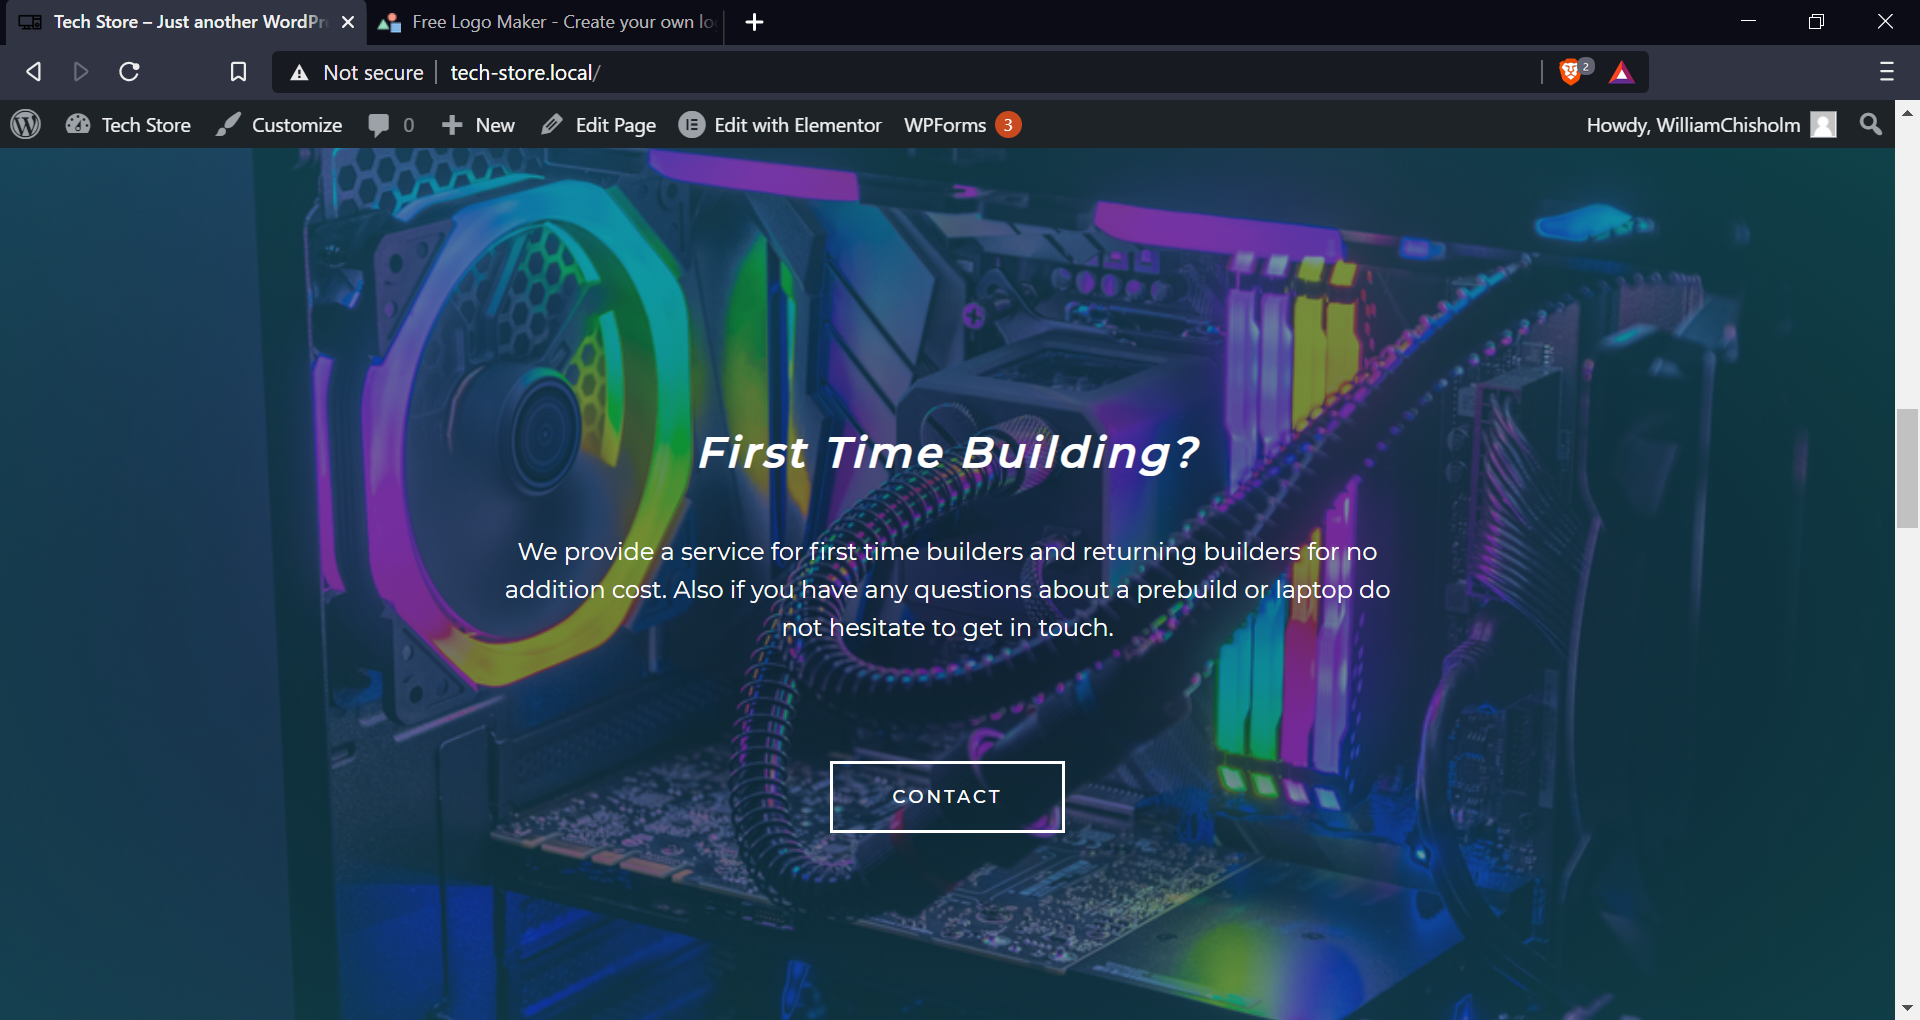 Tech Store – Just another WordPr
Free Logo Maker - Create your own lo
Not secure
tech-store.local/
2
Tech Store
Customize
0
New
Edit Page
Edit with Elementor
WPForms
3
Howdy, WilliamChisholm
First Time Building?
We provide a service for first time builders and returning builders for no
addition cost. Also if you have any questions about a prebuild or laptop do
not hesitate to get in touch.
CONTACT